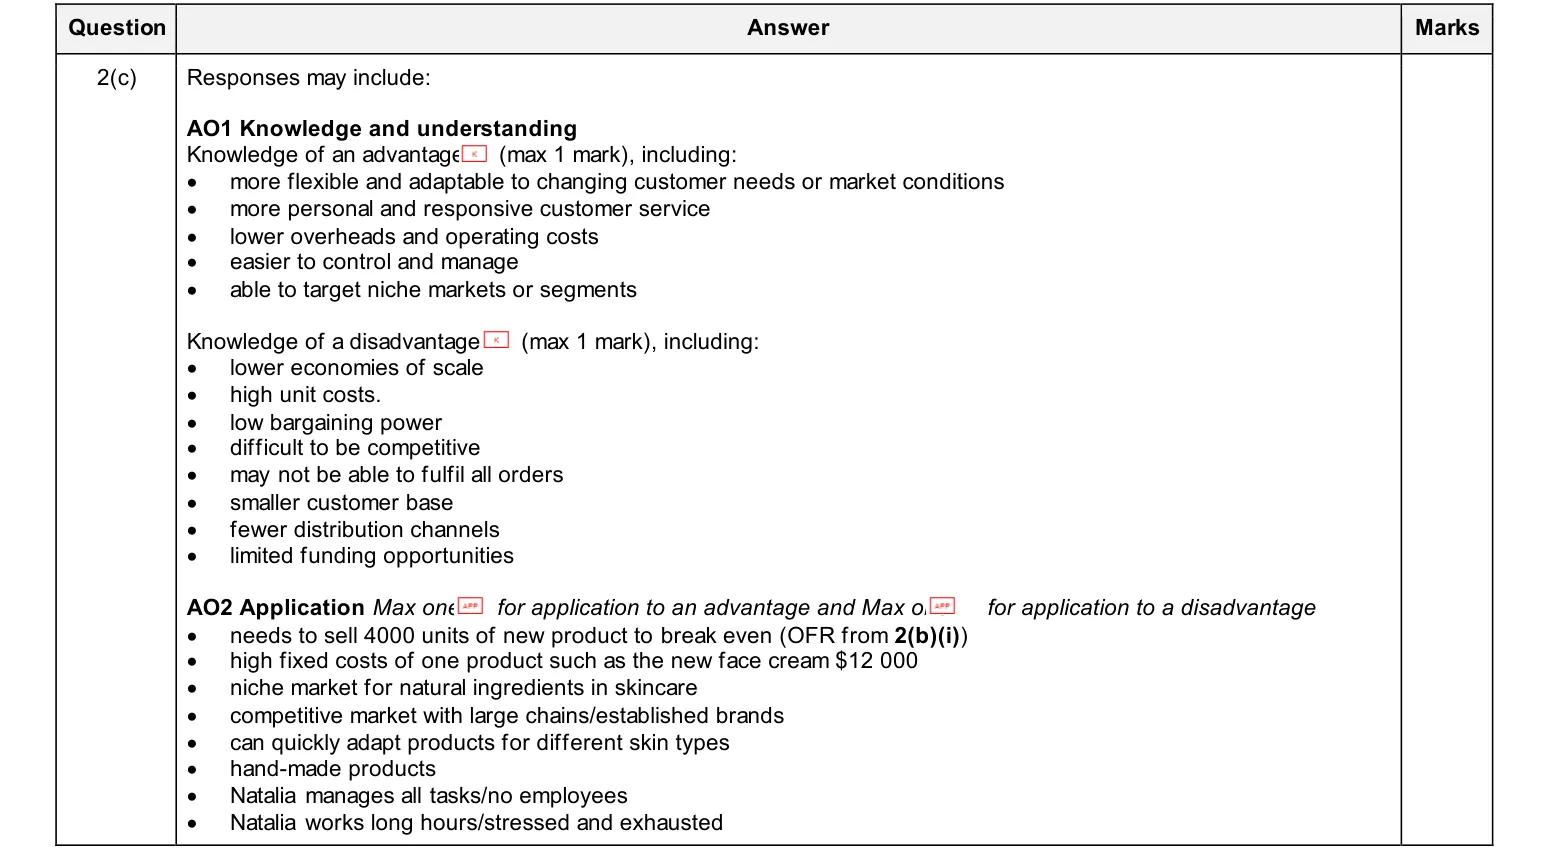 Question Answer Marks
2(c) Responses may include:
AO1 Knowledge and understanding
Knowledge of an advantage K (max 1 mark), including:
• more flexible and adaptable to changing customer needs or market conditions
• more personal and responsive customer service
• lower overheads and operating costs
• easier to control and manage
• able to target niche markets or segments
Knowledge of a disadvantage K (max 1 mark), including:
• lower economies of scale
• high unit costs.
• low bargaining power
• difficult to be competitive
• may not be able to fulfil all orders
• smaller customer base
• fewer distribution channels
• limited funding opportunities
AO2 Application Max one APP for application to an advantage and Max APP for application to a disadvantage
• needs to sell 4000 units of new product to break even (OFR from 2(b)(i))
• high fixed costs of one product such as the new face cream $12 000
• niche market for natural ingredients in skincare
• competitive market with large chains/established brands
• can quickly adapt products for different skin types
• hand-made products
• Natalia manages all tasks/no employees
• Natalia works long hours/stressed and exhausted